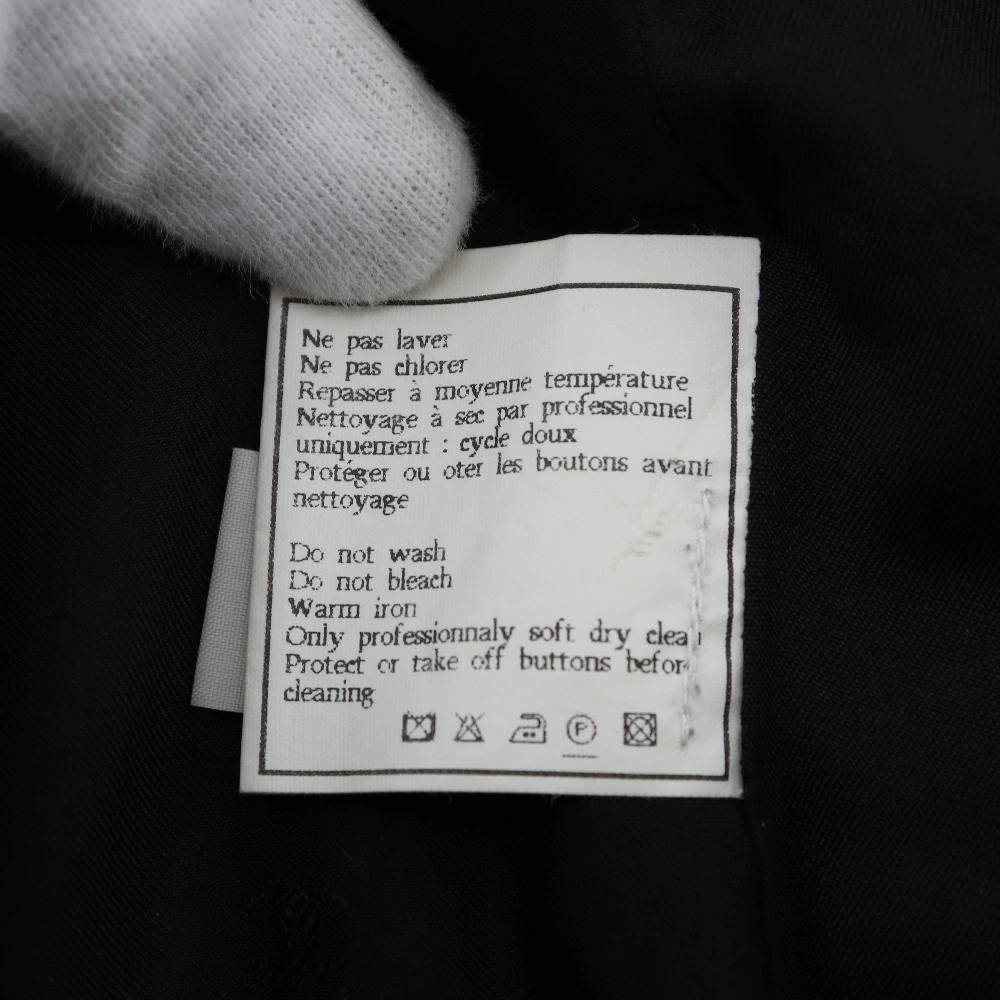 Ne pas laver
Ne pas chlorer
Repasser à moyenne température
Nettoyage à sec par professionnel
uniquement : cycle doux
Protéger ou oter les boutons avant
nettoyage
Do not wash
Do not bleach
Warm iron
Only professionnaly soft dry clea
Protect or take off buttons befor
cleaning
P